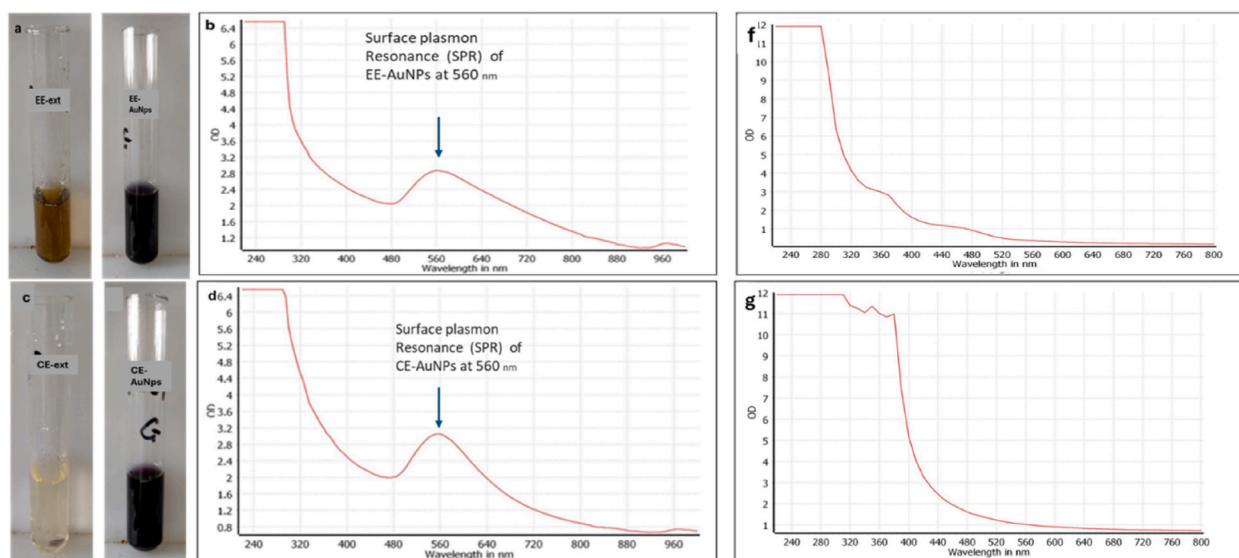 a
EE-ext
EE-
AuNps
b
Surface plasmon
Resonance (SPR) of
EE-AuNPs at 560 nm
OD
6.4
6
5.6
5.2
4.8
4.4
4
3.6
3.2
2.8
2.4
2
1.6
1.2
240 320 400 480 560 640 720 800 880 960
Wavelength in nm
f
OD
12
11
10
9
8
7
6
5
4
3
2
1
240 280 320 360 400 440 480 520 560 600 640 680 720 760 800
Wavelength in nm
c
CE-ext
CE-
AuNps
G
d
Surface plasmon
Resonance (SPR) of
CE-AuNPs at 560 nm
OD
6.4
6
5.6
5.2
4.8
4.4
4
3.6
3.2
2.8
2.4
2
1.6
1.2
0.8
240 320 400 480 560 640 720 800 880 960
Wavelength in nm
g
OD
12
11
10
9
8
7
6
5
4
3
2
1
240 280 320 360 400 440 480 520 560 600 640 680 720 760 800
Wavelength in nm